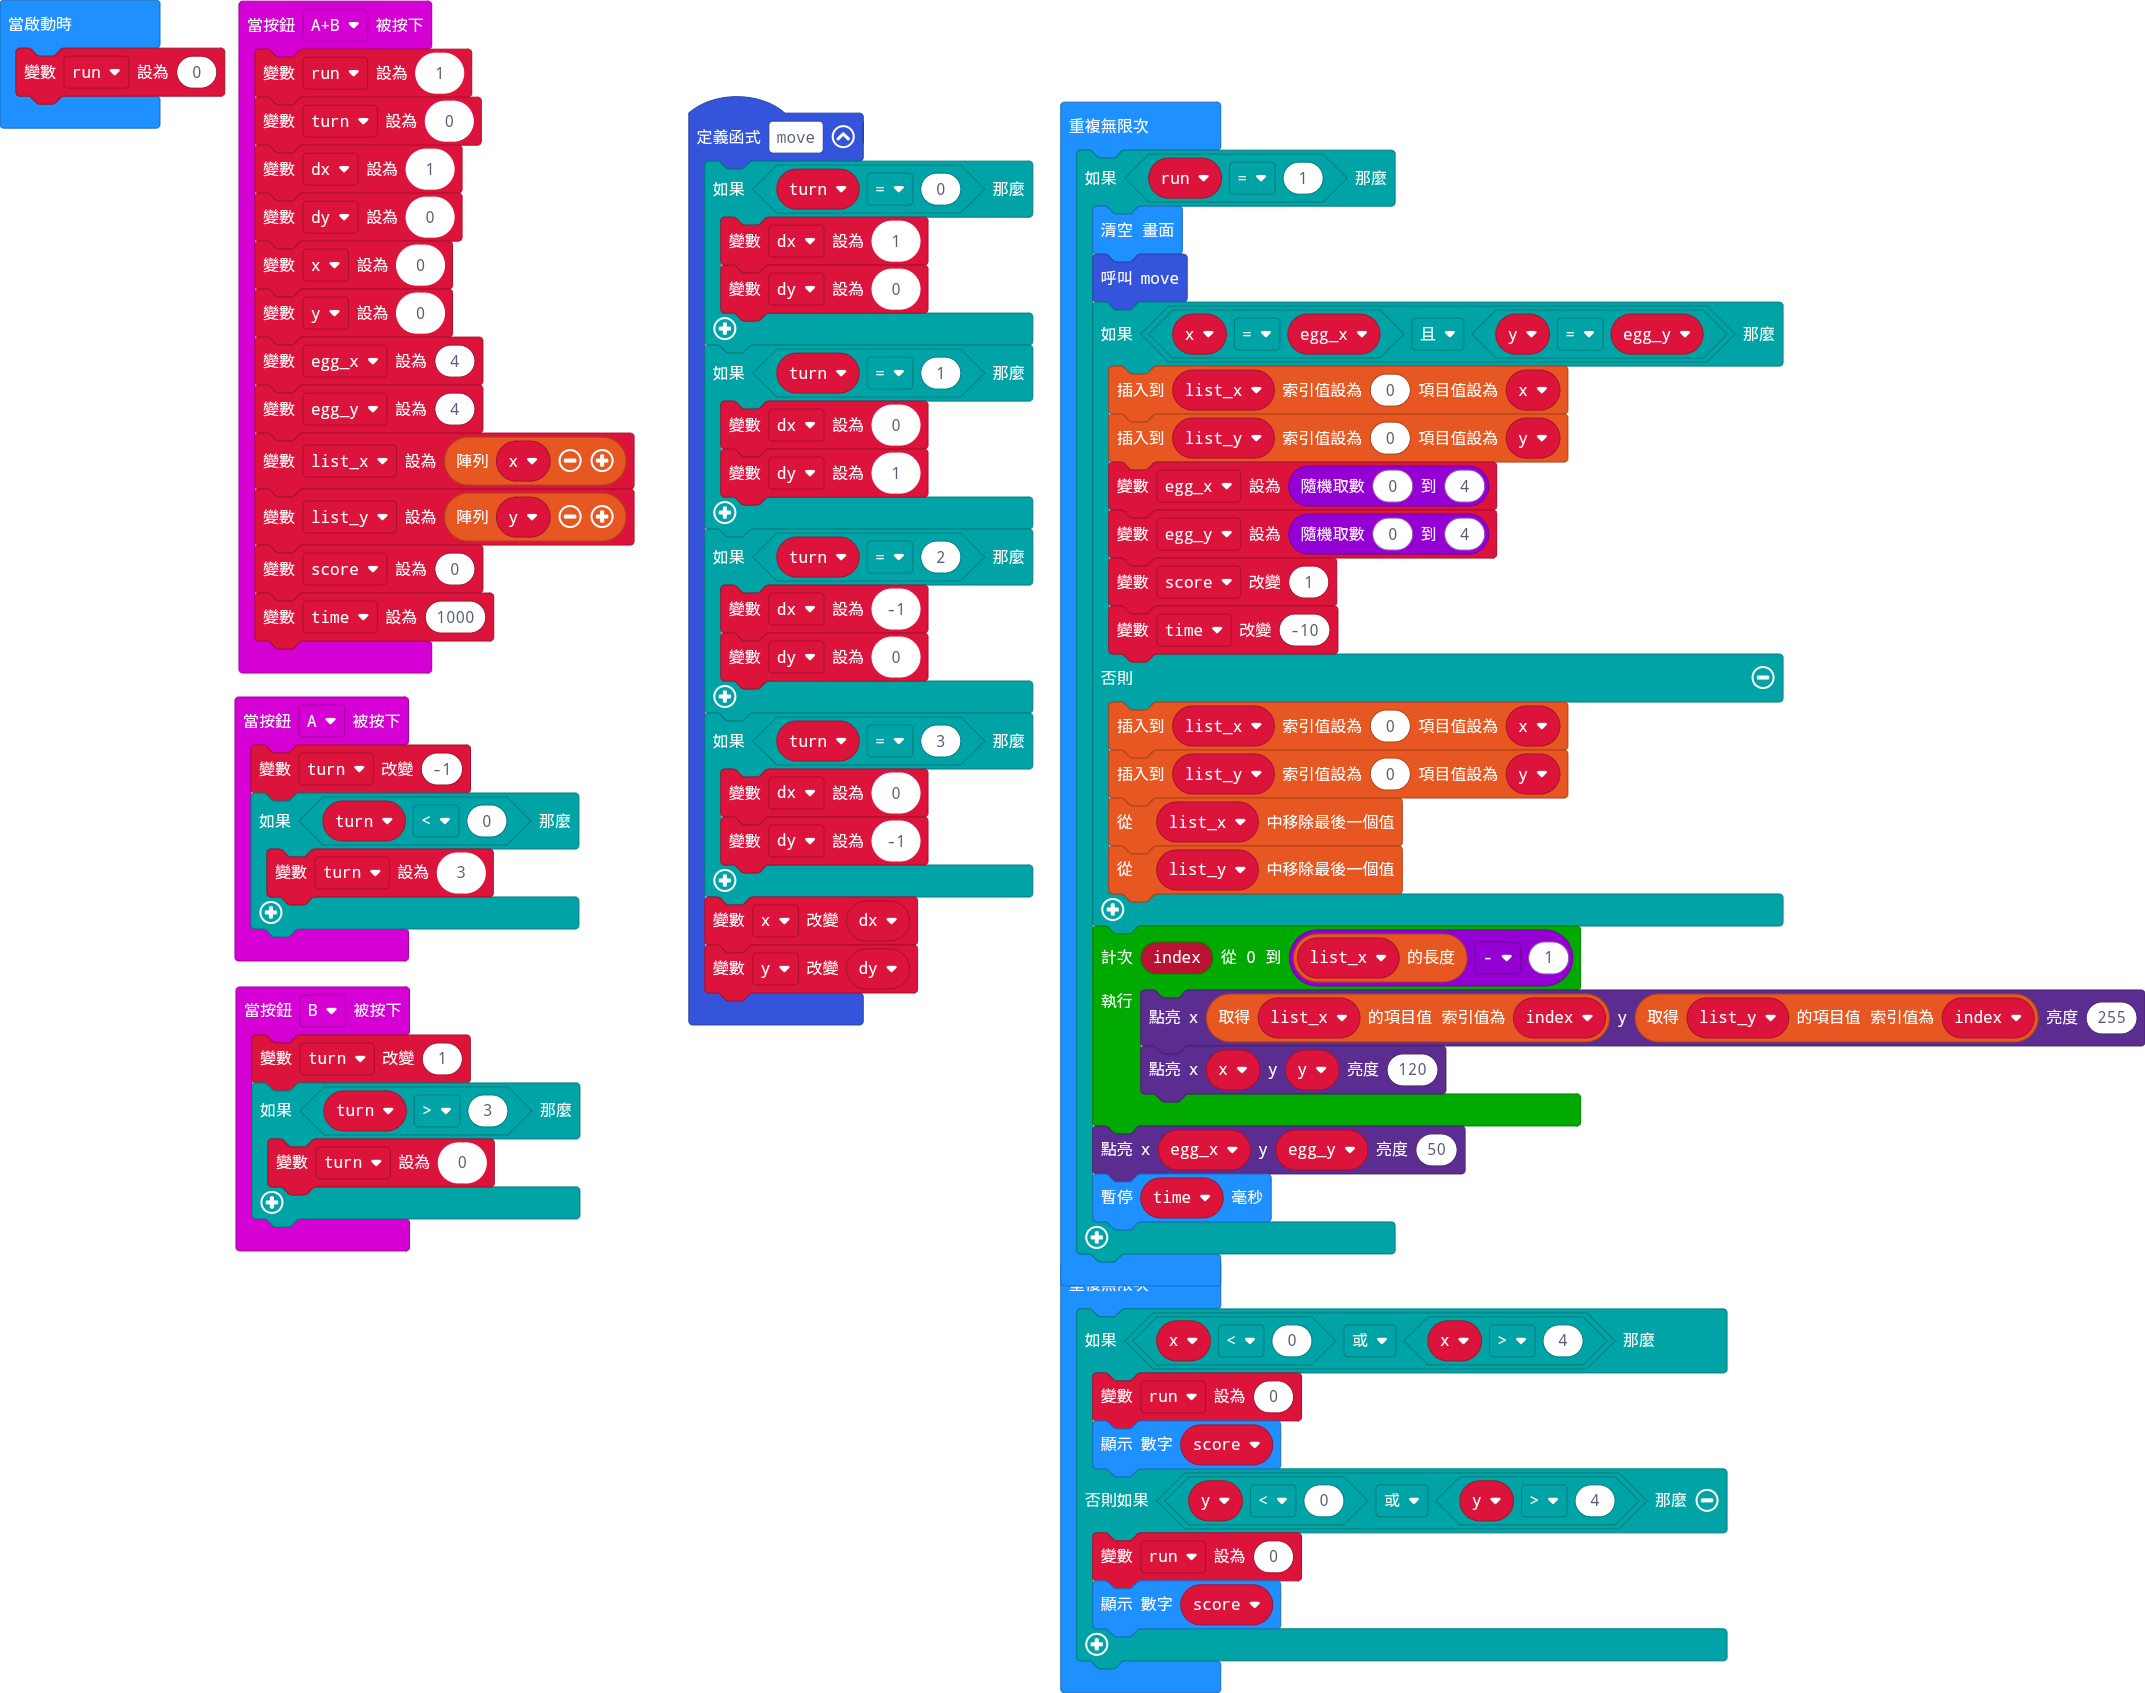 當啟動時
變數 run 設為 0
當按鈕 A+B 被按下
變數 run 設為 1
變數 turn 設為 0
變數 dx 設為 1
變數 dy 設為 0
變數 x 設為 0
變數 y 設為 0
變數 egg_x 設為 4
變數 egg_y 設為 4
變數 list_x 設為 陣列 x
變數 list_y 設為 陣列 y
變數 score 設為 0
變數 time 設為 1000
當按鈕 A 被按下
變數 turn 改變 -1
如果 turn < 0 那麼
變數 turn 設為 3
當按鈕 B 被按下
變數 turn 改變 1
如果 turn > 3 那麼
變數 turn 設為 0
定義函式 move
如果 turn = 0 那麼
變數 dx 設為 1
變數 dy 設為 0
如果 turn = 1 那麼
變數 dx 設為 0
變數 dy 設為 1
如果 turn = 2 那麼
變數 dx 設為 -1
變數 dy 設為 0
如果 turn = 3 那麼
變數 dx 設為 0
變數 dy 設為 -1
變數 x 改變 dx
變數 y 改變 dy
重複無限次
如果 run = 1 那麼
清空 畫面
呼叫 move
如果 x = egg_x 且 y = egg_y 那麼
插入到 list_x 索引值設為 0 項目值設為 x
插入到 list_y 索引值設為 0 項目值設為 y
變數 egg_x 設為 隨機取數 0 到 4
變數 egg_y 設為 隨機取數 0 到 4
變數 score 改變 1
變數 time 改變 -10
否則
插入到 list_x 索引值設為 0 項目值設為 x
插入到 list_y 索引值設為 0 項目值設為 y
從 list_x 中移除最後一個值
從 list_y 中移除最後一個值
計次 index 從 0 到 list_x 的長度 - 1
執行 點亮 x 取得 list_x 的項目值 索引值為 index y 取得 list_y 的項目值 索引值為 index 亮度 255
點亮 x x y y 亮度 120
點亮 x egg_x y egg_y 亮度 50
暫停 time 毫秒
重複無限次
如果 x < 0 或 x > 4 那麼
變數 run 設為 0
顯示 數字 score
否則如果 y < 0 或 y > 4 那麼
變數 run 設為 0
顯示 數字 score